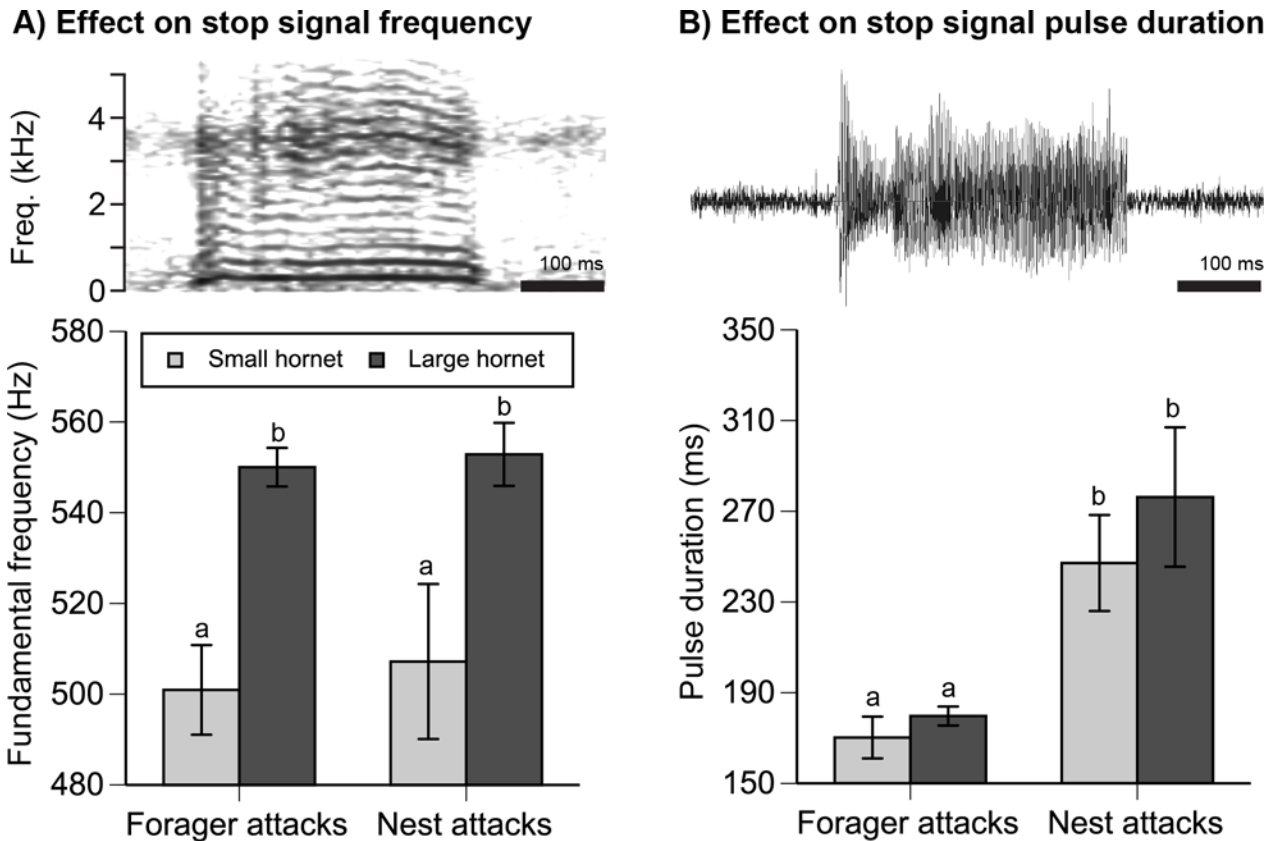 A) Effect on stop signal frequency
Freq. (kHz)
4
2
0
100 ms
Fundamental frequency (Hz)
580
560
540
520
500
480
Small hornet Large hornet
a
b
a
b
Forager attacks Nest attacks
B) Effect on stop signal pulse duration
100 ms
Pulse duration (ms)
350
310
270
230
190
150
a
a
b
b
Forager attacks Nest attacks